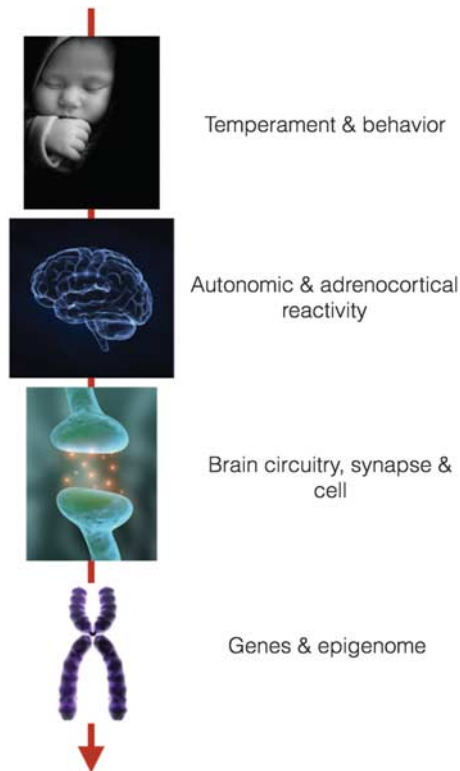 Temperament & behavior
Autonomic & adrenocortical
reactivity
Brain circuitry, synapse &
cell
Genes & epigenome